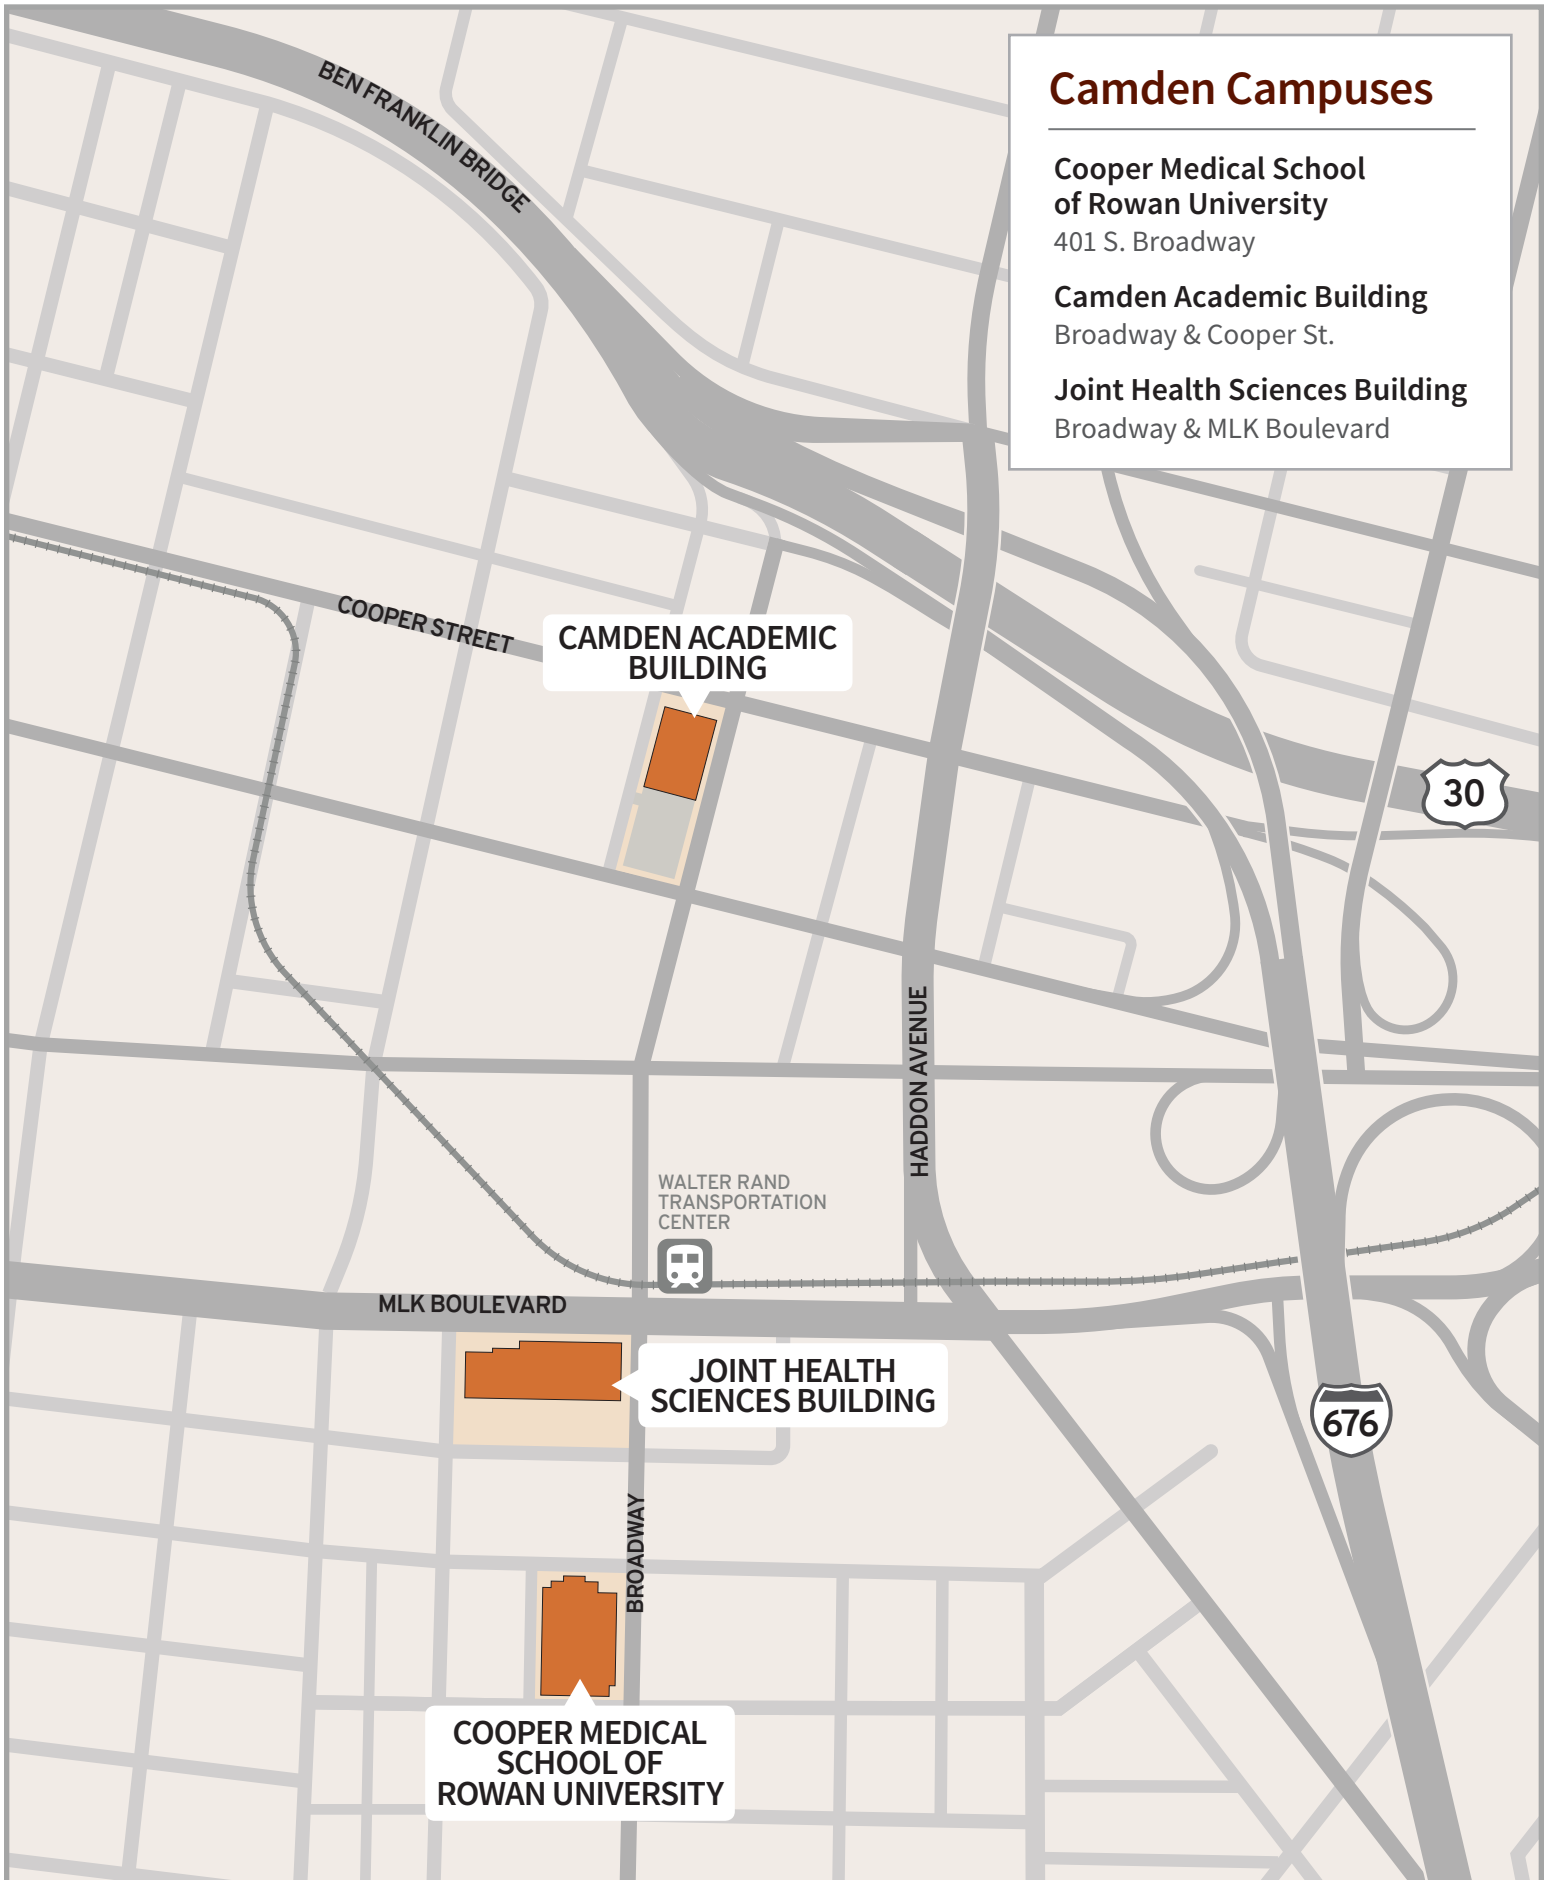 BEN FRANKLIN BRIDGE
Camden Campuses
Cooper Medical School
of Rowan University
401 S. Broadway
Camden Academic Building
Broadway & Cooper St.
Joint Health Sciences Building
Broadway & MLK Boulevard
COOPER STREET
CAMDEN ACADEMIC
BUILDING
30
HADDON AVENUE
WALTER RAND
TRANSPORTATION
CENTER
MLK BOULEVARD
JOINT HEALTH
SCIENCES BUILDING
676
BROADWAY
COOPER MEDICAL
SCHOOL OF
ROWAN UNIVERSITY